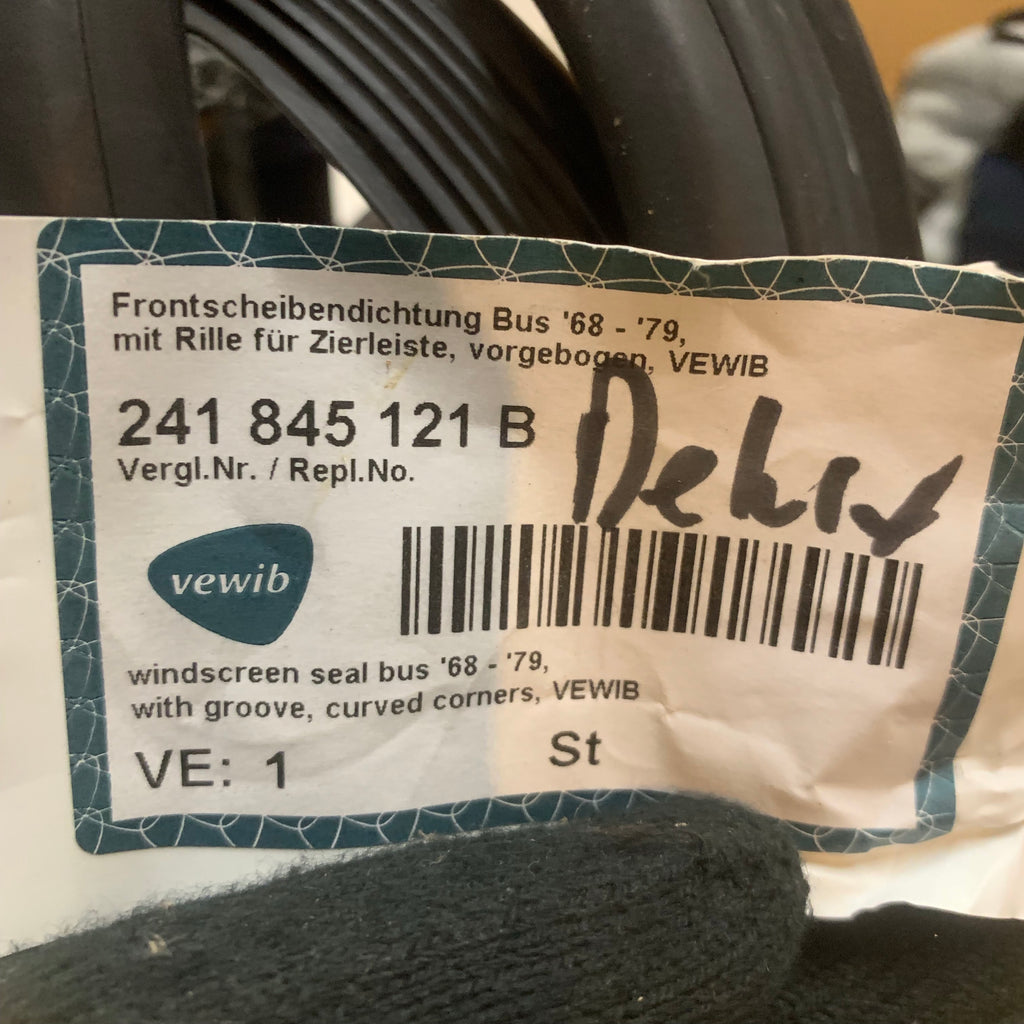 Frontscheibendichtung Bus '68 - '79,
mit Rille für Zierleiste, vorgebogen, VEWIB
241 845 121 B
Vergl.Nr. / Repl.No.
vewib
windscreen seal bus '68 - '79,
with groove, curved corners, VEWIB
VE: 1 St